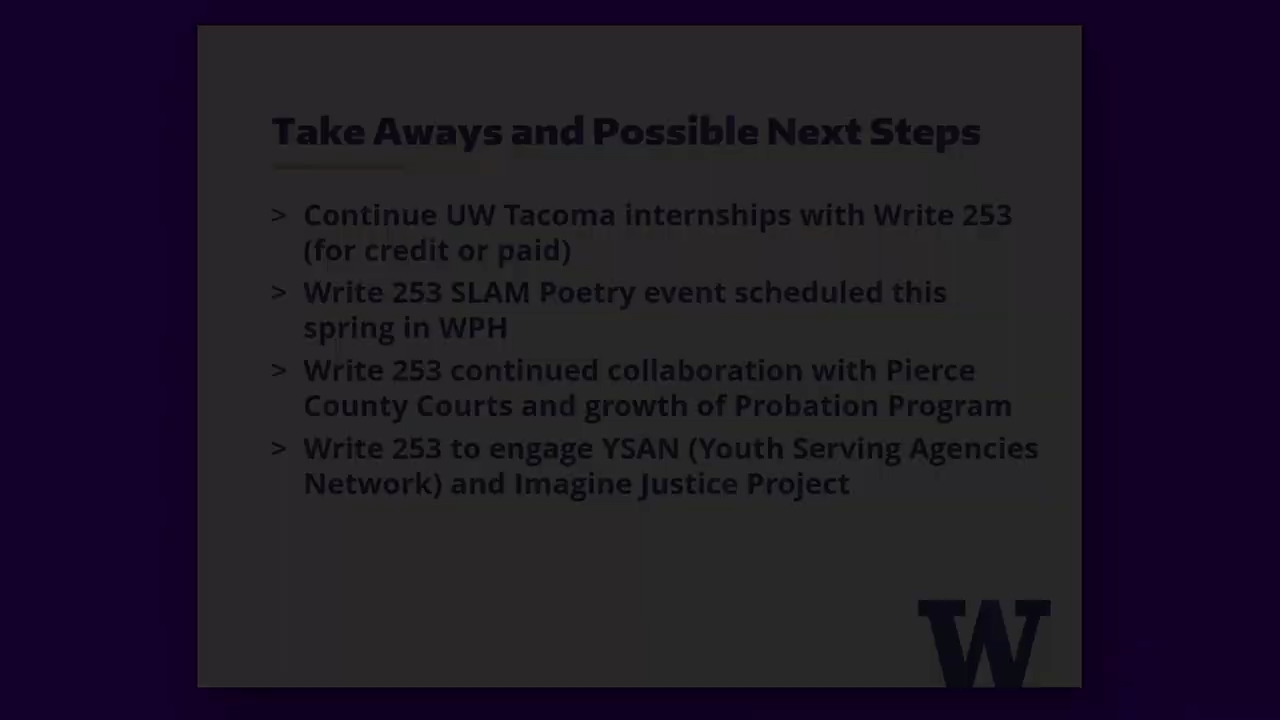 Take Aways and Possible Next Steps
> Continue UW Tacoma internships with Write 253
(for credit or paid)
> Write 253 SLAM Poetry event scheduled this
spring in WPH
> Write 253 continued collaboration with Pierce
County Courts and growth of Probation Program
> Write 253 to engage YSAN (Youth Serving Agencies
Network) and Imagine Justice Project
W